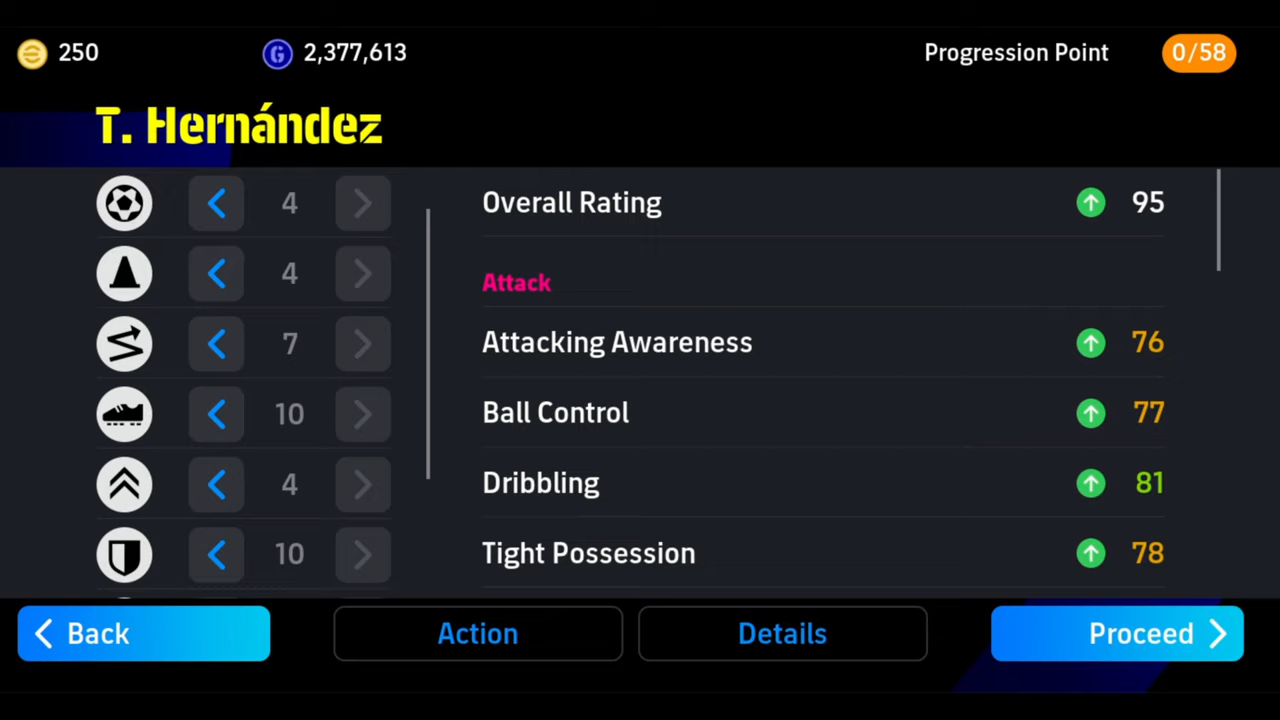 250 2,377,613 Progression Point 0/58
T. Hernández
4 Overall Rating 95
4 Attack
7 Attacking Awareness 76
10 Ball Control 77
4 Dribbling 81
10 Tight Possession 78
Back Action Details Proceed